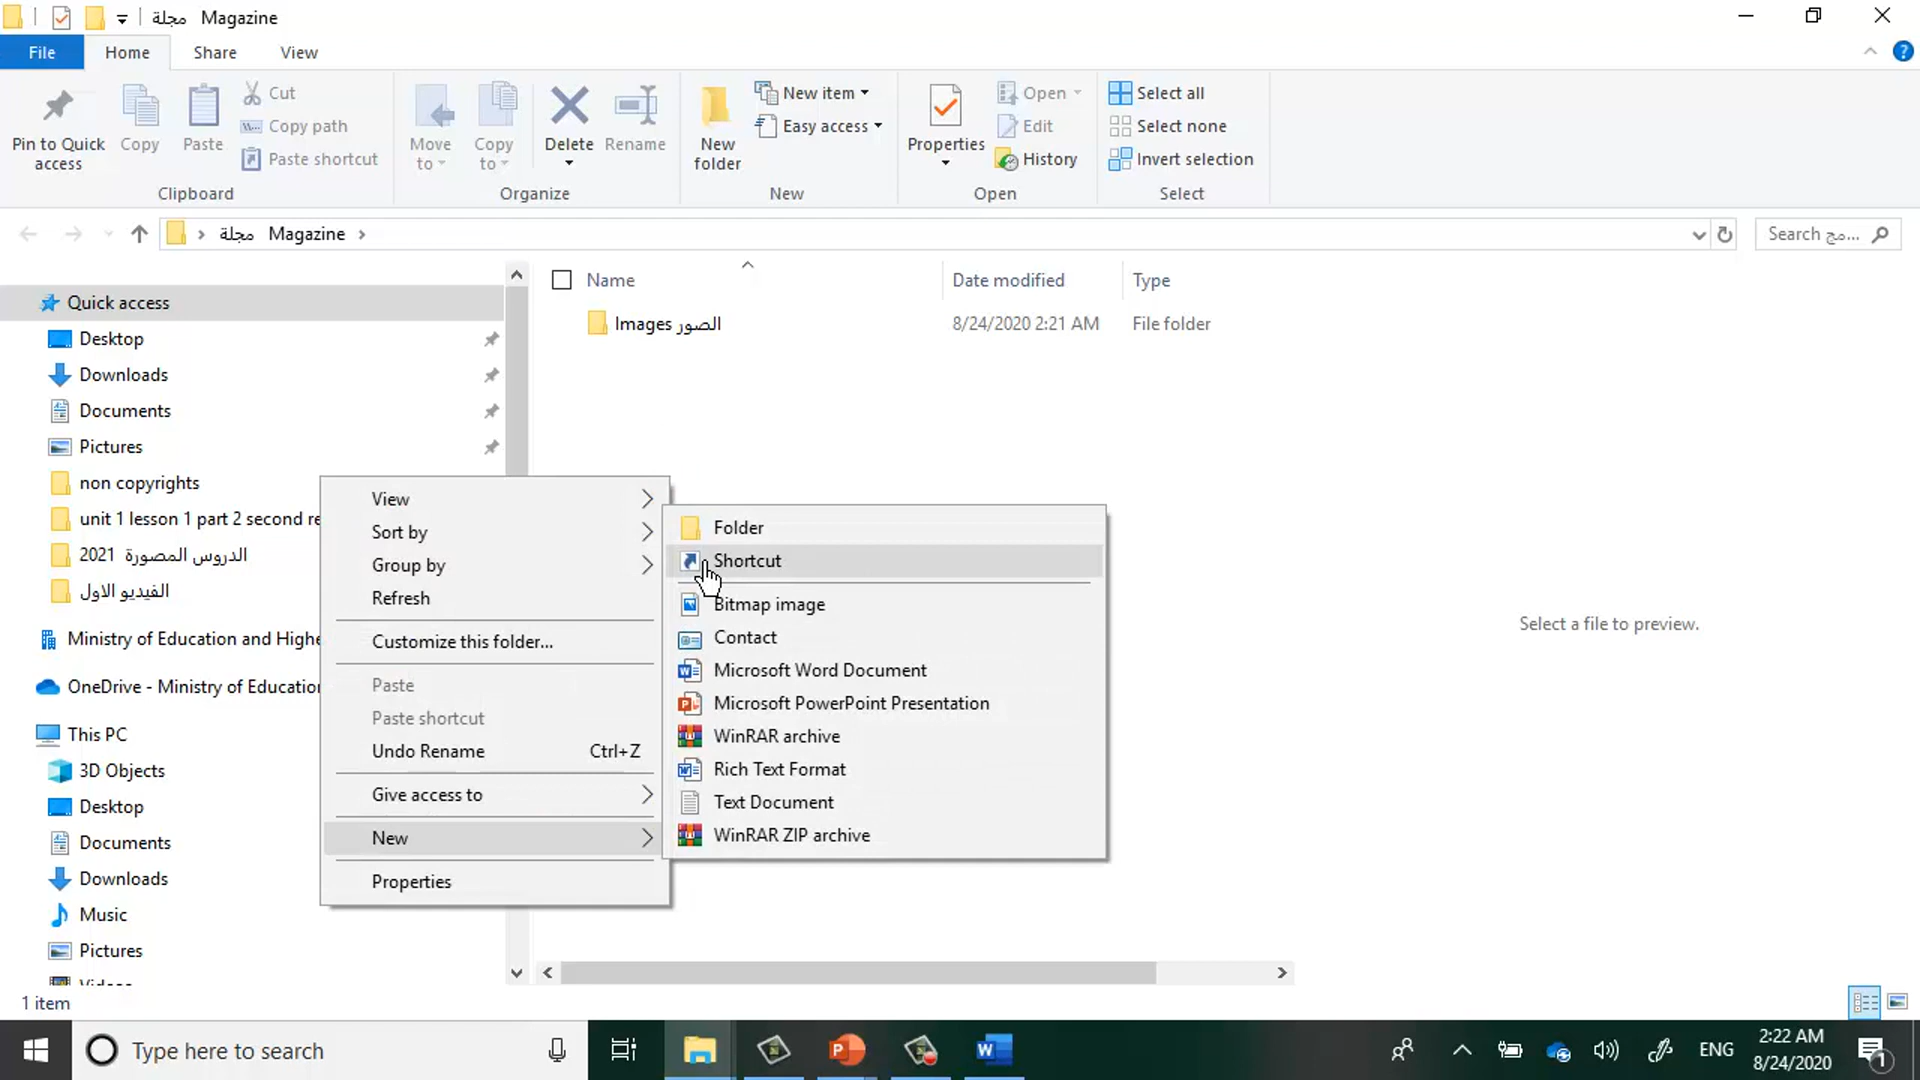 مجلة Magazine
File Home Share View
Pin to Quick access
Copy
Paste
Cut
Copy path
Paste shortcut
Clipboard
Move to
Copy to
Delete
Rename
Organize
New folder
New item
Easy access
New
Properties
Open
Edit
History
Open
Select all
Select none
Invert selection
Select
مجلة Magazine
Search مج...
Name Date modified Type
Images الصور 8/24/2020 2:21 AM File folder
Quick access
Desktop
Downloads
Documents
Pictures
non copyrights
unit 1 lesson 1 part 2 second re
الدروس المصورة 2021
الفيديو الاول
Ministry of Education and Highe
OneDrive - Ministry of Education
This PC
3D Objects
Desktop
Documents
Downloads
Music
Pictures
View
Sort by
Group by
Refresh
Customize this folder...
Paste
Paste shortcut
Undo Rename Ctrl+Z
Give access to
New
Properties
Folder
Shortcut
Bitmap image
Contact
Microsoft Word Document
Microsoft PowerPoint Presentation
WinRAR archive
Rich Text Format
Text Document
WinRAR ZIP archive
Select a file to preview.
1 item
Type here to search
ENG
2:22 AM
8/24/2020
1